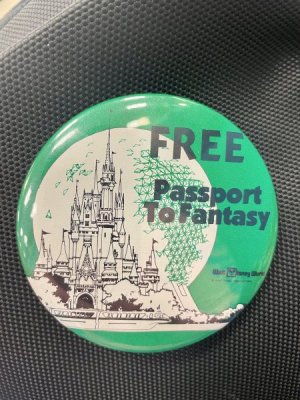 FREE
Passport
To Fantasy
Walt Disney World